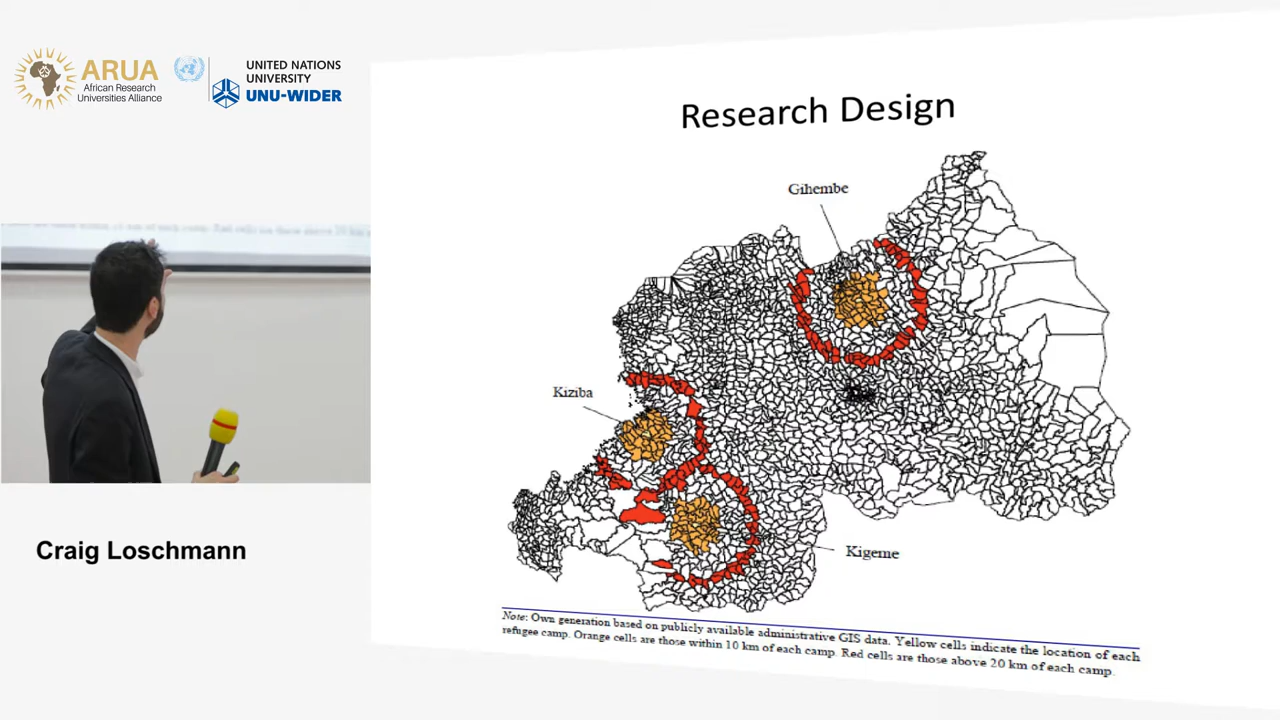 ARUA
African Research
Universities Alliance
UNITED NATIONS
UNIVERSITY
UNU-WIDER
Research Design
Gihembe
Kiziba
Kigeme
Craig Loschmann
Note: Own generation based on publicly available administrative GIS data. Yellow cells indicate the location of each
refugee camp. Orange cells are those within 10 km of each camp. Red cells are those above 20 km of each camp.